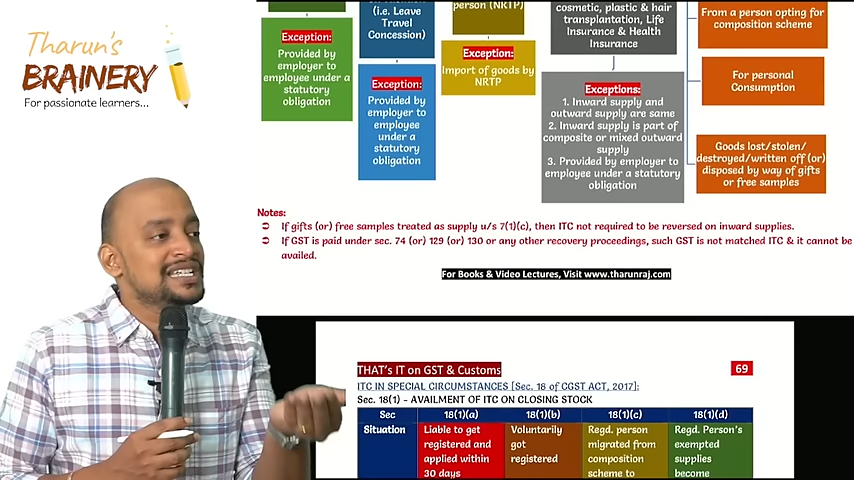 Tharun's
BRAINERY
For passionate learners...
Exception:
Provided by
employer to
employee under a
statutory
obligation
(i.e. Leave
Travel
Concession)
Exception:
Provided by
employer to
employee
under a
statutory
obligation
person (NRTP)
Exception:
Import of goods by
NRTP
cosmetic, plastic & hair
transplantation, Life
Insurance & Health
Insurance
Exceptions:
1. Inward supply and
outward supply are same
2. Inward supply is part of
composite or mixed outward
supply
3. Provided by employer to
employee under a statutory
obligation
From a person opting for
composition scheme
For personal
Consumption
Goods lost/stolen/
destroyed/written off (or)
disposed by way of gifts
or free samples
Notes:
If gifts (or) free samples treated as supply u/s 7(1)(c), then ITC not required to be reversed on inward supplies.
If GST is paid under sec. 74 (or) 129 (or) 130 or any other recovery proceedings, such GST is not matched ITC & it cannot be
availed.
For Books & Video Lectures, Visit www.tharunraj.com
THAT's IT on GST & Customs
69
ITC IN SPECIAL CIRCUMSTANCES [Sec. 18 of CGST ACT, 2017]:
Sec. 18(1) – AVAILMENT OF ITC ON CLOSING STOCK
Sec 18(1)(a) 18(1)(b) 18(1)(c) 18(1)(d)
Situation
Liable to get
registered and
applied within
30 days
Voluntarily
got
registered
Regd. person
migrated from
composition
scheme to
Regd. Person's
exempted
supplies
become